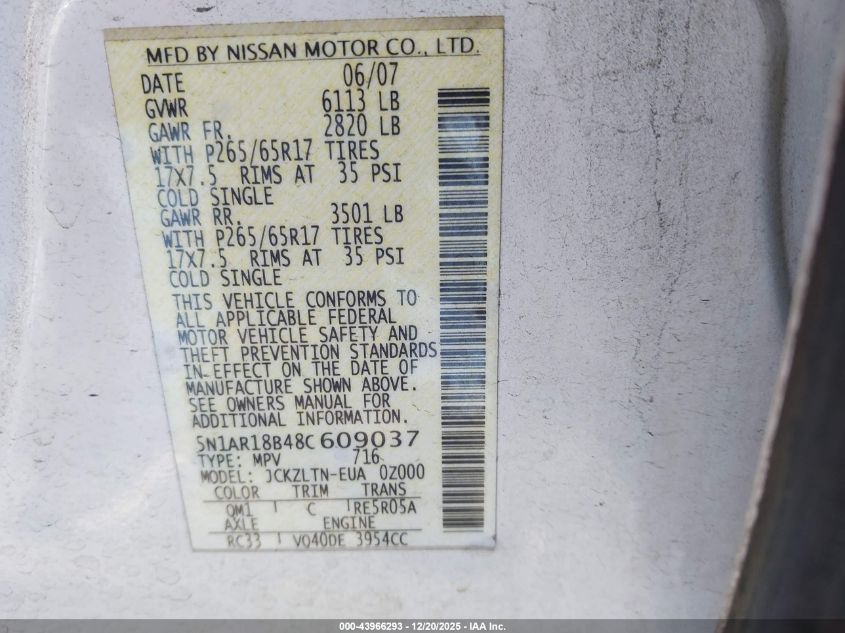 MFD BY NISSAN MOTOR CO., LTD.
DATE 06/07
GVWR 6113 LB
GAWR FR. 2820 LB
WITH P265/65R17 TIRES
17X7.5 RIMS AT 35 PSI
COLD SINGLE
GAWR RR. 3501 LB
WITH P265/65R17 TIRES
17X7.5 RIMS AT 35 PSI
COLD SINGLE
THIS VEHICLE CONFORMS TO
ALL APPLICABLE FEDERAL
MOTOR VEHICLE SAFETY AND
THEFT PREVENTION STANDARDS
IN EFFECT ON THE DATE OF
MANUFACTURE SHOWN ABOVE.
SEE OWNERS MANUAL FOR
ADDITIONAL INFORMATION.
5N1AR18B48C609037
TYPE: MPV 716
MODEL: JCKZLTN-EUA 0Z000
COLOR TRIM TRANS
QM1 C RE5R05A
AXLE ENGINE
RC33 VQ40DE 3954CC
000-43966293 - 12/20/2025 - IAA Inc.